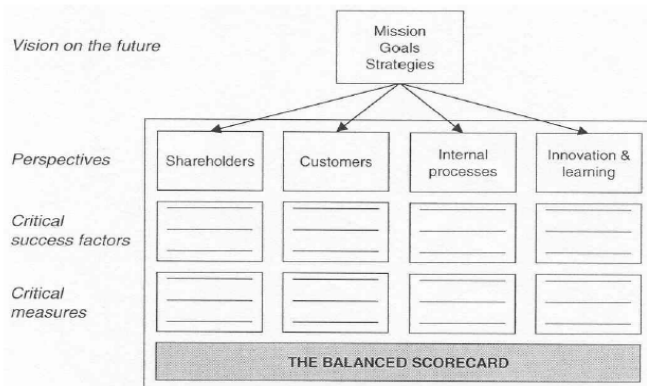 Vision on the future
Mission
Goals
Strategies
Perspectives
Shareholders
Customers
Internal
processes
Innovation &
learning
Critical
success factors
Critical
measures
THE BALANCED SCORECARD